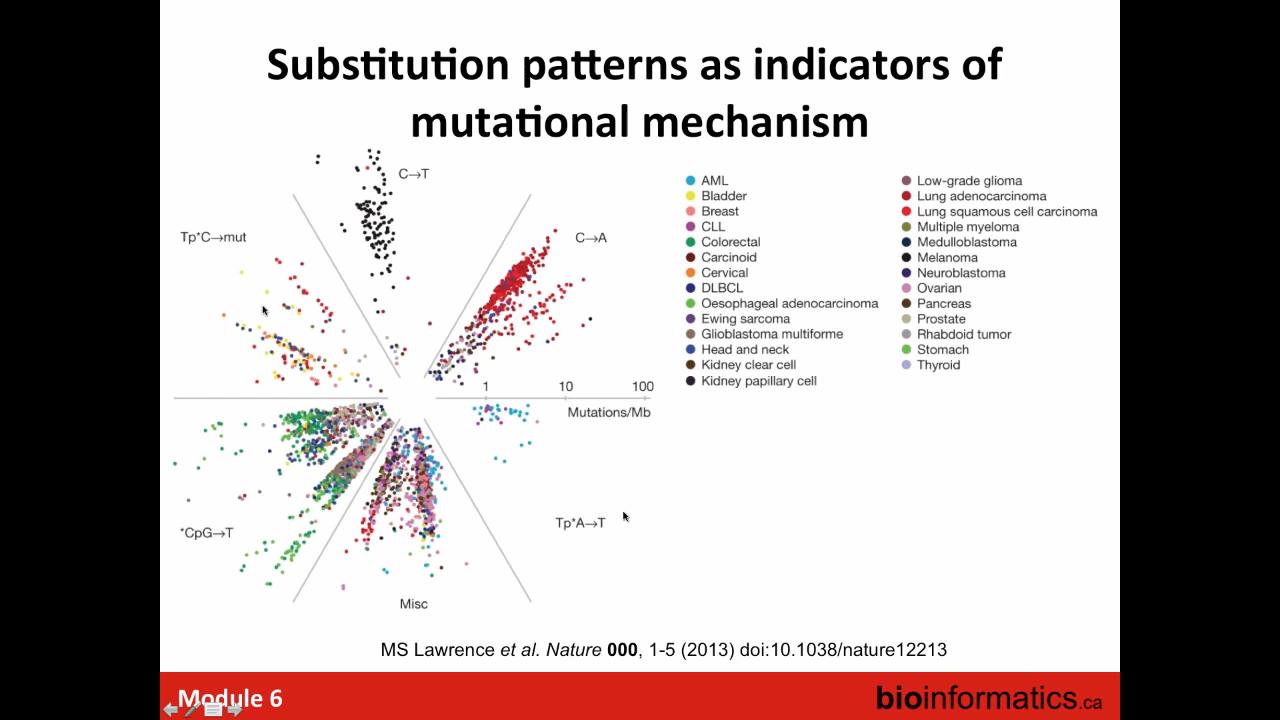 Substitution patterns as indicators of
mutational mechanism
C→T
Tp*C→mut
C→A
1 10 100
Mutations/Mb
*CpG→T
Tp*A→T
Misc
AML
Bladder
Breast
CLL
Colorectal
Carcinoid
Cervical
DLBCL
Oesophageal adenocarcinoma
Ewing sarcoma
Glioblastoma multiforme
Head and neck
Kidney clear cell
Kidney papillary cell
Low-grade glioma
Lung adenocarcinoma
Lung squamous cell carcinoma
Multiple myeloma
Medulloblastoma
Melanoma
Neuroblastoma
Ovarian
Pancreas
Prostate
Rhabdoid tumor
Stomach
Thyroid
MS Lawrence et al. Nature 000, 1-5 (2013) doi:10.1038/nature12213
Module 6
bioinformatics.ca